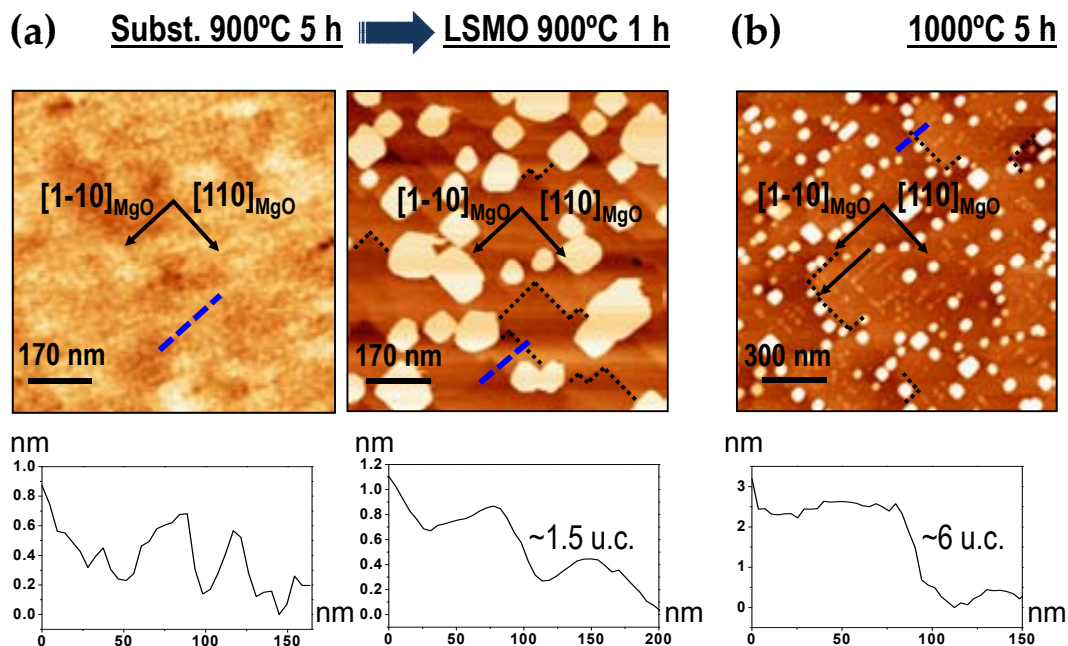 (a) Subst. 900ºC 5 h LSMO 900ºC 1 h (b) 1000ºC 5 h
[1-10]MgO [110]MgO
170 nm
[1-10]MgO [110]MgO
170 nm
[1-10]MgO [110]MgO
300 nm
nm
1.0
0.8
0.6
0.4
0.2
0.0
0 50 100 150
nm
nm
1.2
1.0
0.8
0.6
0.4
0.2
0.0
~1.5 u.c.
0 50 100 150 200
nm
nm
3
2
1
0
~6 u.c.
0 50 100 150
nm